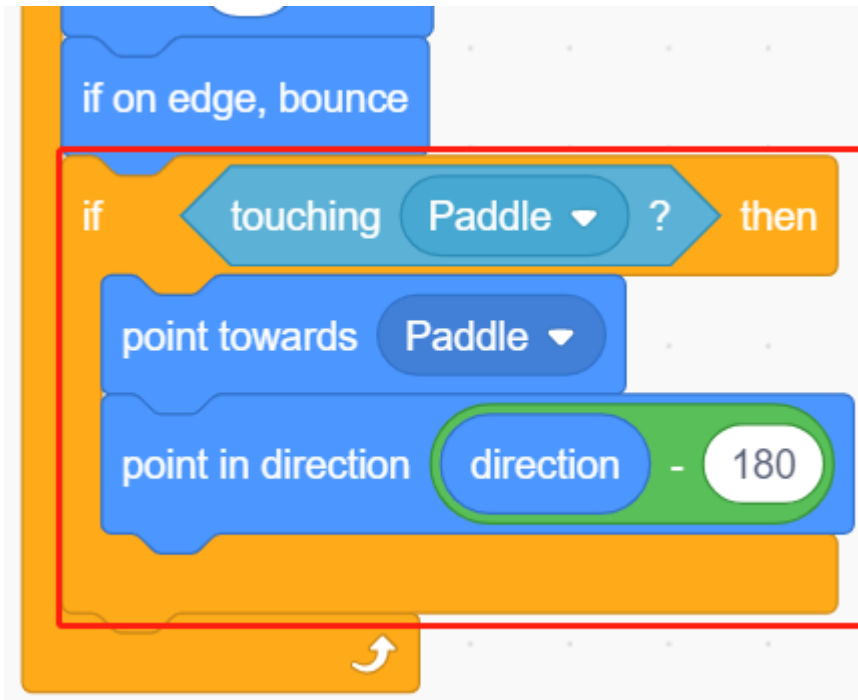 if on edge, bounce
if touching Paddle ? then
point towards Paddle
point in direction direction - 180